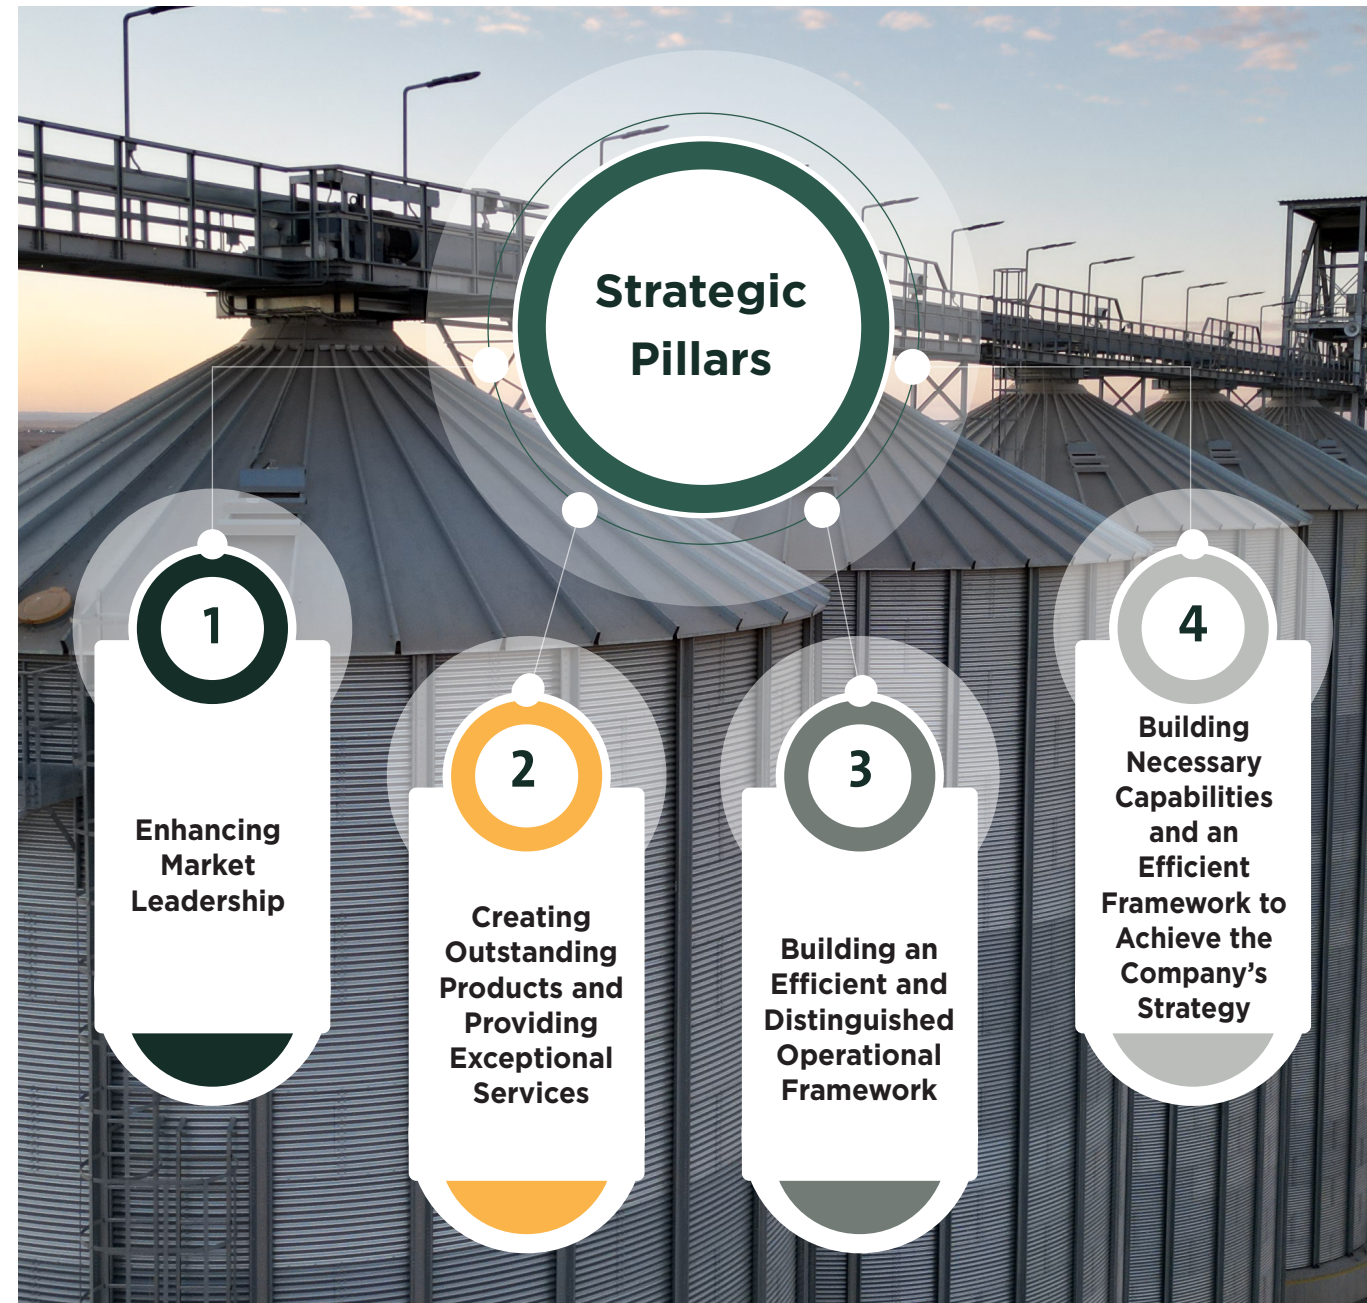 Strategic
Pillars
1
Enhancing
Market
Leadership
2
Creating
Outstanding
Products and
Providing
Exceptional
Services
3
Building an
Efficient and
Distinguished
Operational
Framework
4
Building
Necessary
Capabilities
and an
Efficient
Framework to
Achieve the
Company’s
Strategy